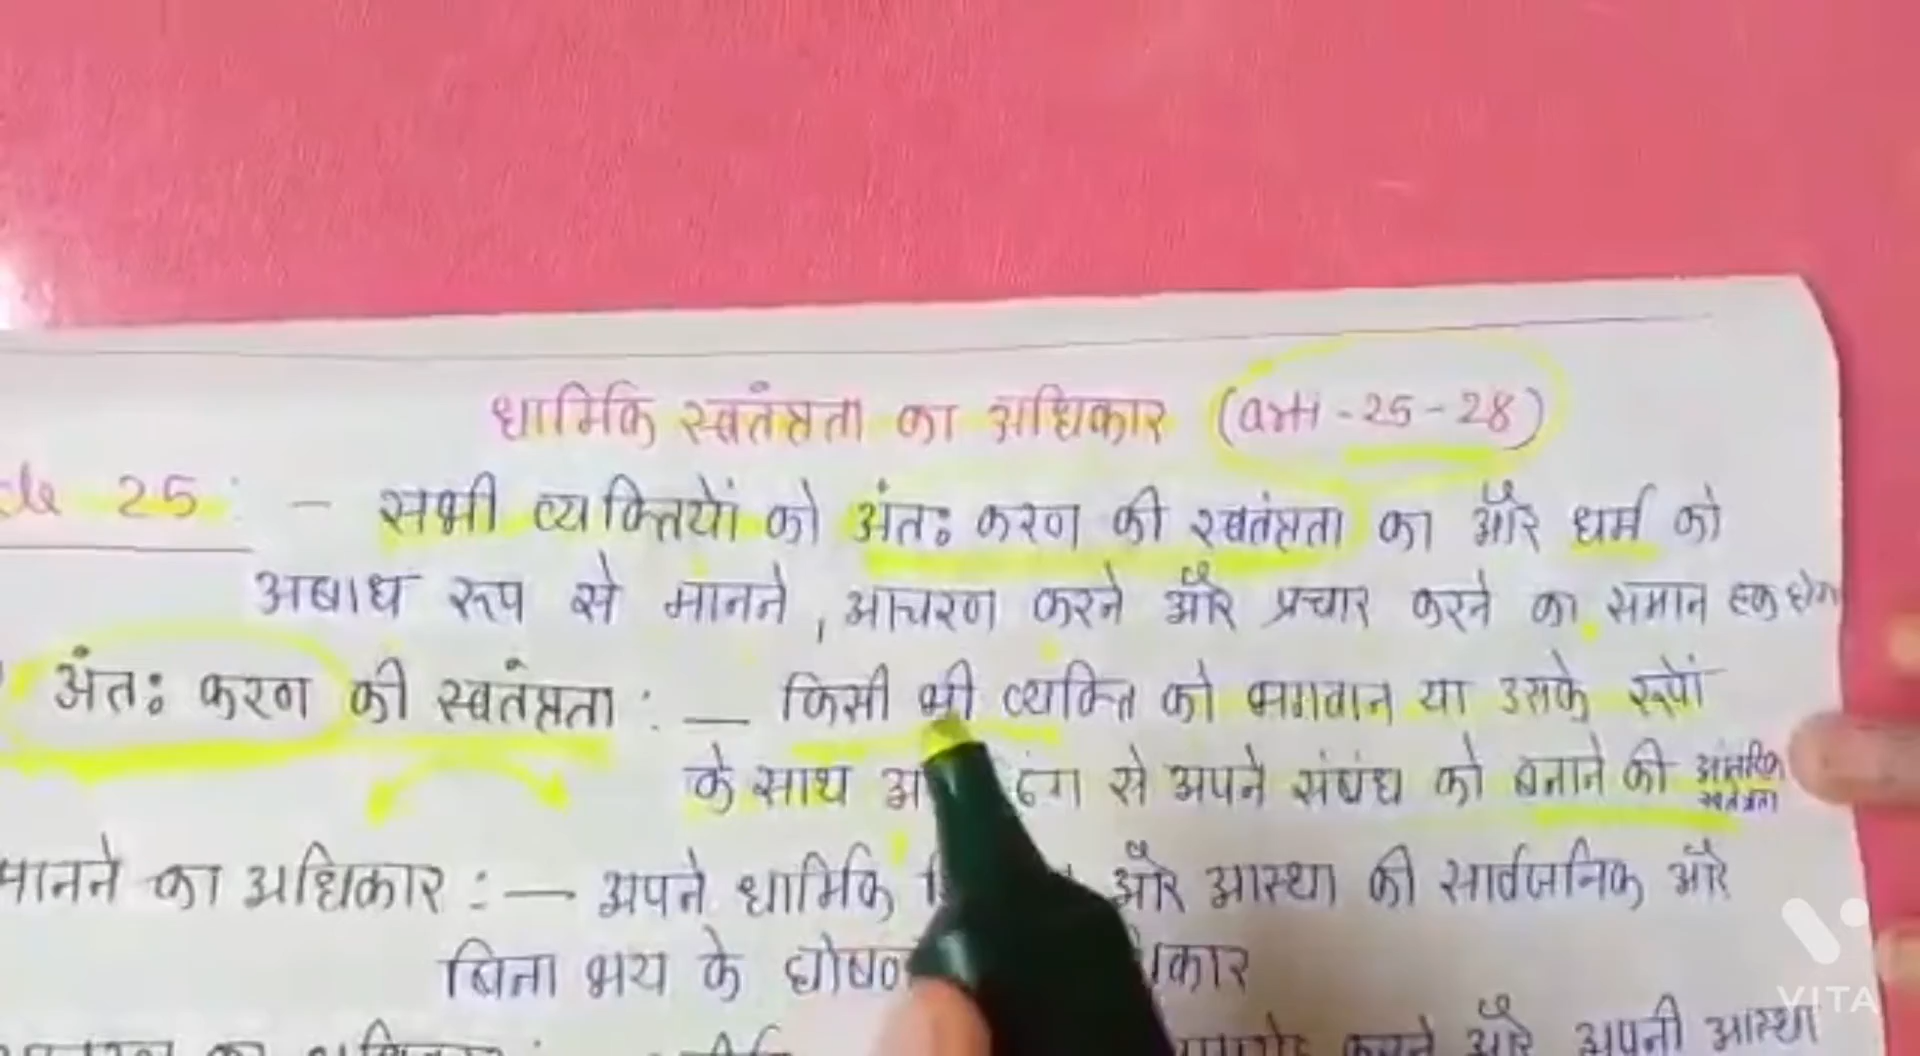 धार्मिक स्वतंत्रता का अधिकार (arti - 25 - 28)
25 : - सभी व्यक्तियों को अंतः करण की स्वतंत्रता का और धर्म को
अबाध रूप से मानने, आचरण करने और प्रचार करने का समान हक होगा
अंतः करण की स्वतंत्रता : — किसी भी व्यक्ति को भगवान या उसके रूपों
के साथ ढंग से अपने संबंध को बनाने की आंतरिक स्वतंत्रता
मानने का अधिकार : — अपने धार्मिक और आस्था की सार्वजनिक और
बिना भय के
करने और अपनी आस्था
VITA